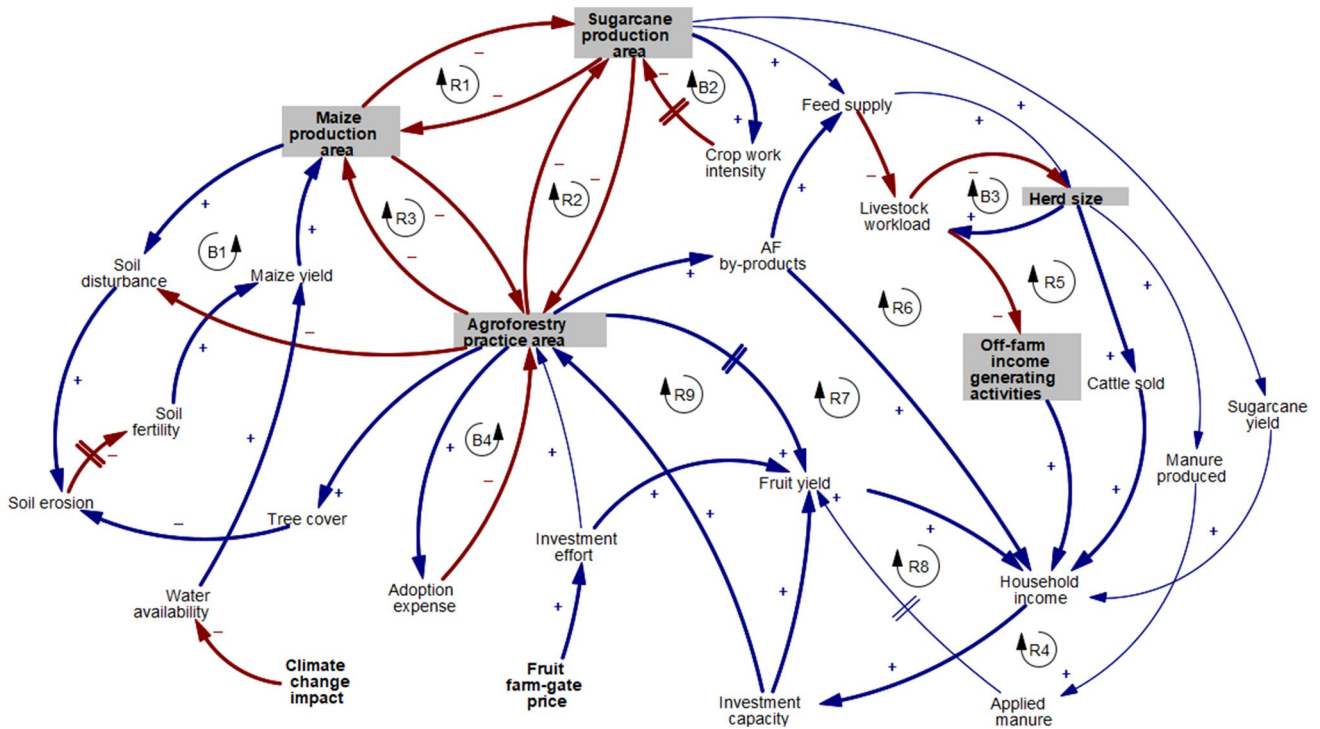 Sugarcane
production
area
R1
B2
+
Feed supply
+
+
Maize
production
area
Crop work
intensity
Livestock
workload
B3
Herd size
R3
R2
B1
Soil
disturbance
Maize yield
AF
by-products
R6
R5
Agroforestry
practice area
Off-farm
income
generating
activities
Cattle sold
R9
R7
Sugarcane
yield
Soil
fertility
B4
Manure
produced
Fruit yield
Soil erosion
Tree cover
Investment
effort
R8
Household
income
Water
availability
Adoption
expense
R4
Climate
change
impact
Fruit
farm-gate
price
Investment
capacity
Applied
manure